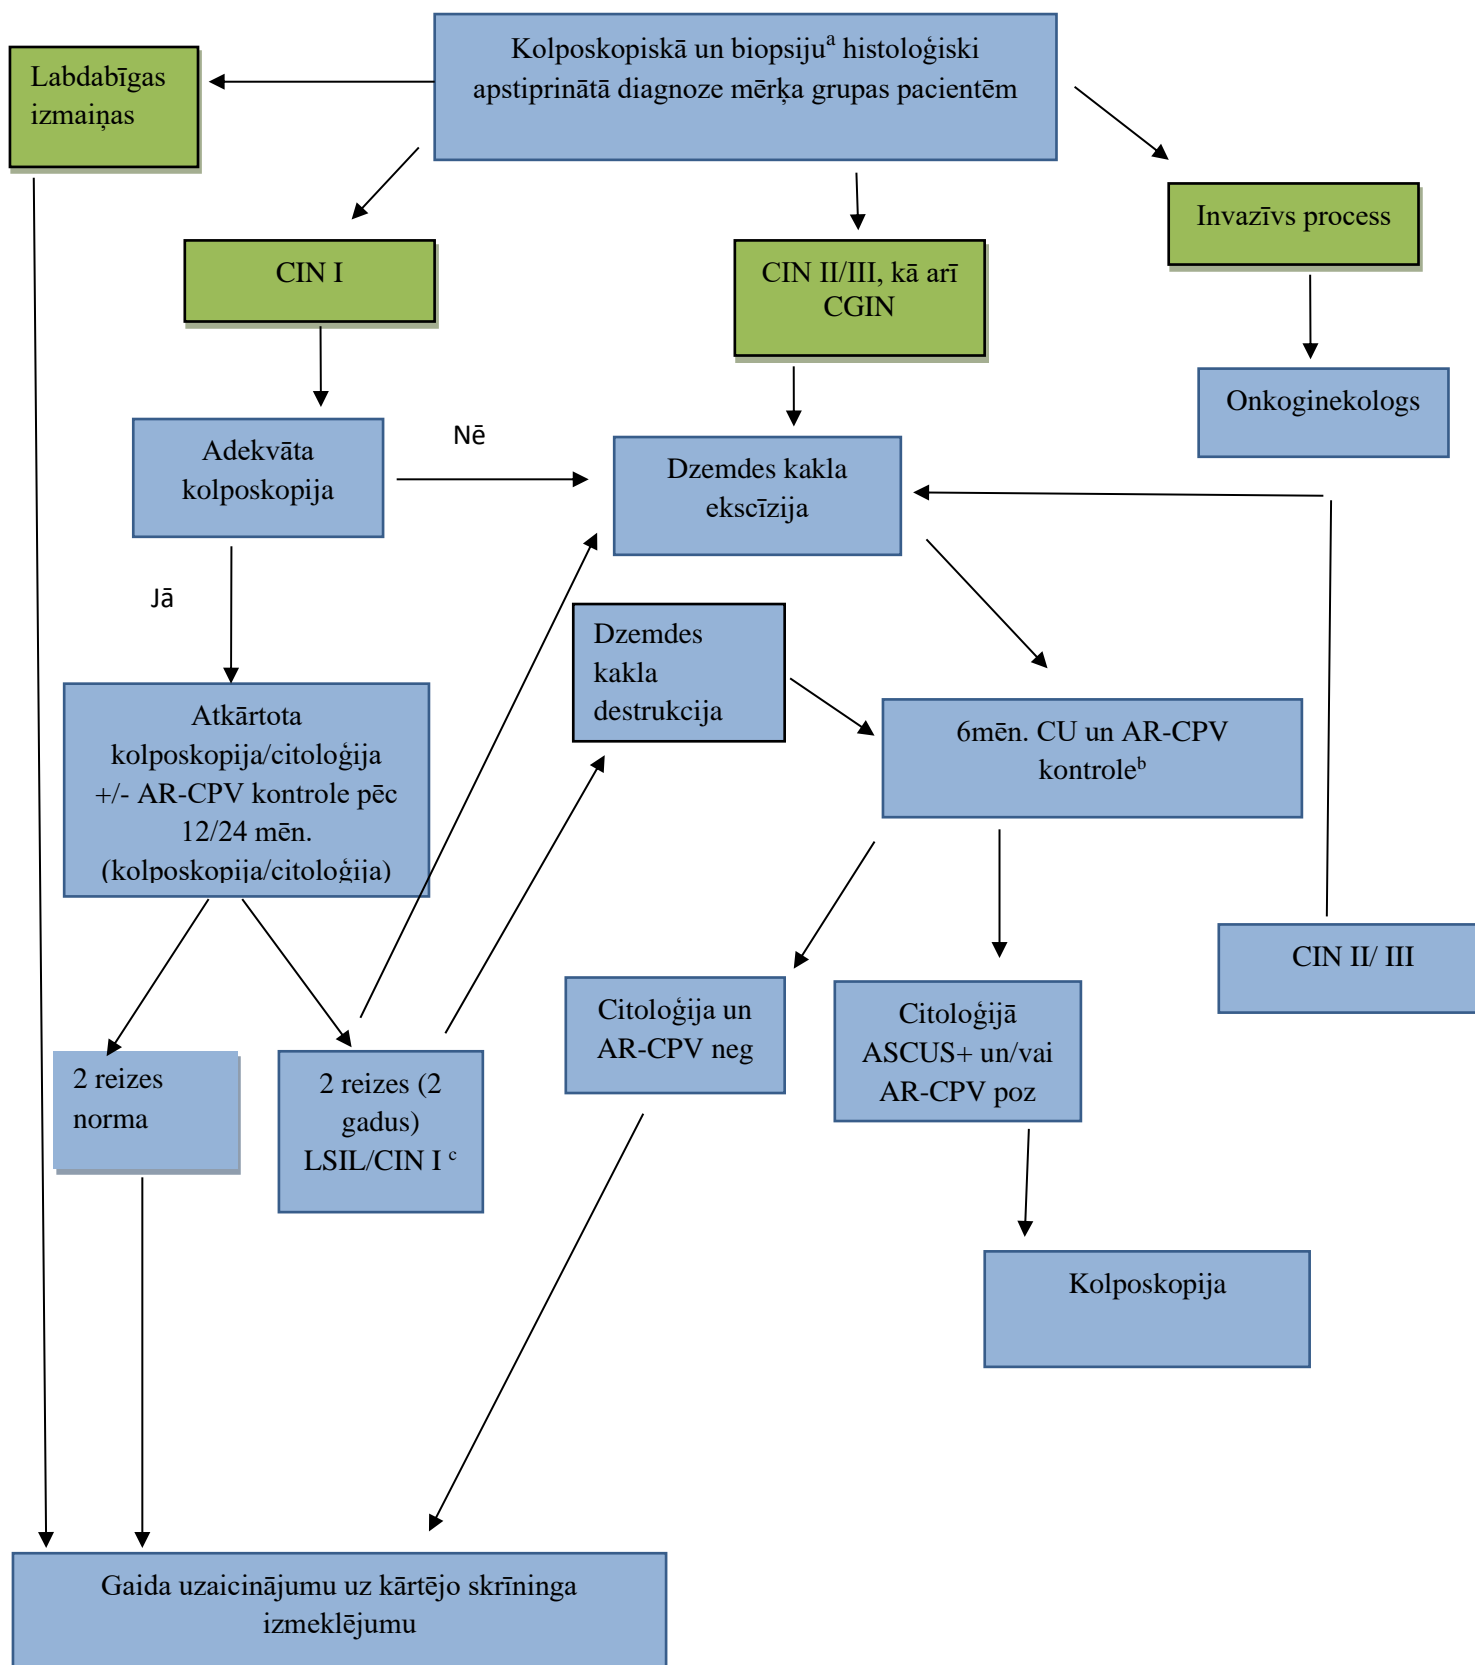 Kolposkopiskā un biopsiju^a histoloģiski
apstiprinātā diagnoze mērķa grupas pacientēm
Labdabīgas
izmaiņas
Invazīvs process
CIN I
CIN II/III, kā arī
CGIN
Onkoginekologs
Adekvāta
kolposkopija
Nē
Dzemdes kakla
ekscīzija
Jā
Dzemdes
kakla
destrukcija
Atkārtota
kolposkopija/citoloģija
+/- AR-CPV kontrole pēc
12/24 mēn.
(kolposkopija/citoloģija)
6mēn. CU un AR-CPV
kontrole^b
CIN II/ III
Citoloģija un
AR-CPV neg
Citoloģijā
ASCUS+ un/vai
AR-CPV poz
2 reizes
norma
2 reizes (2
gadus)
LSIL/CIN I ^c
Kolposkopija
Gaida uzaicinājumu uz kārtējo skrīninga
izmeklējumu